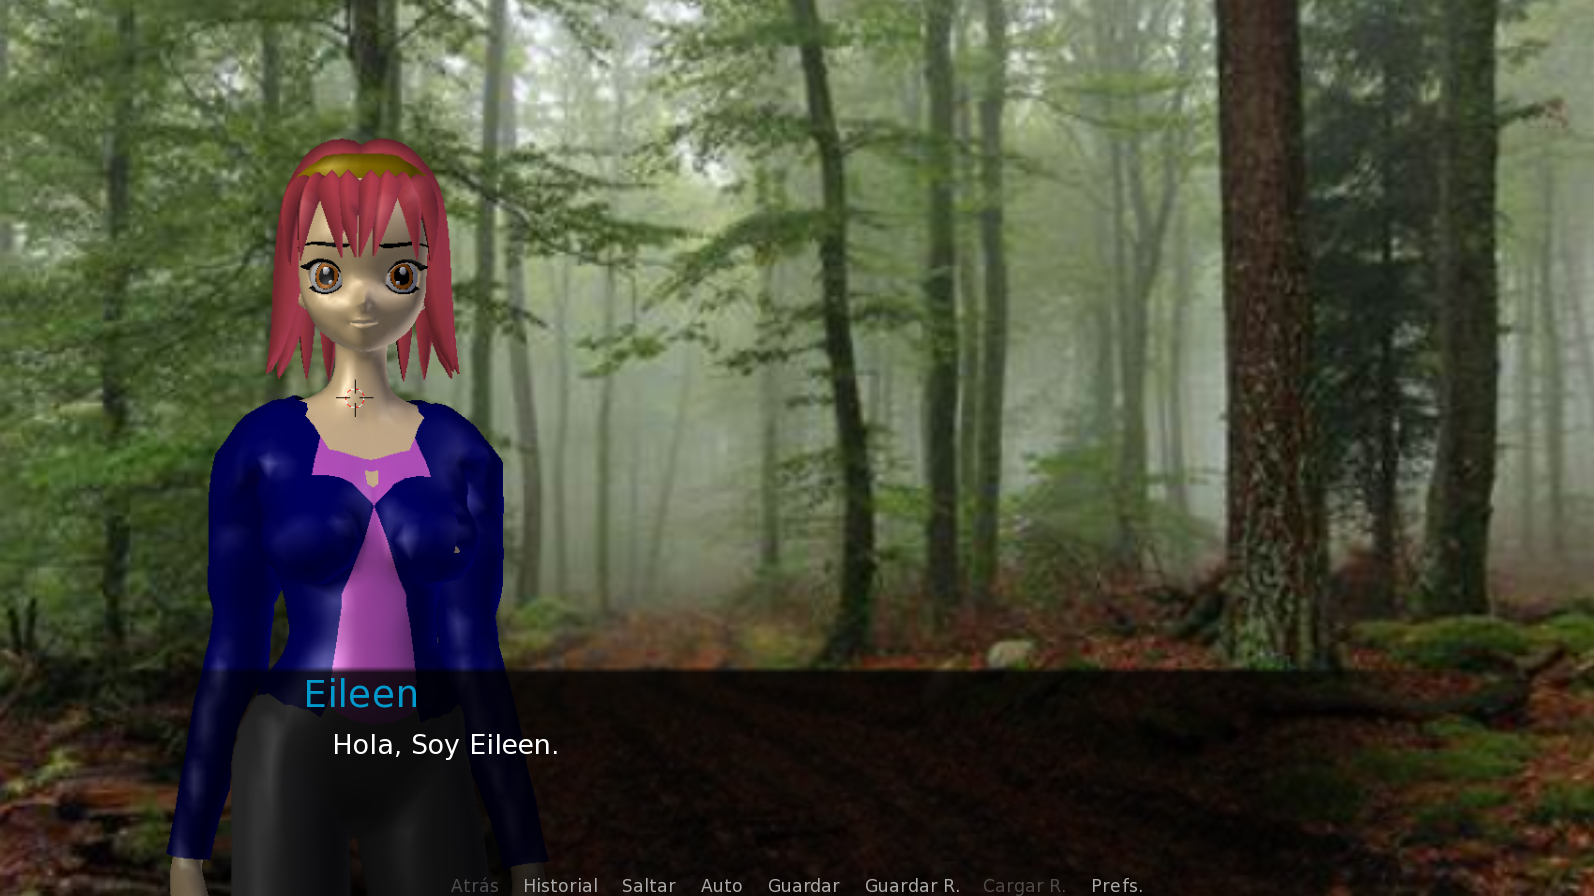 Eileen
Hola, Soy Eileen.
Atrás Historial Saltar Auto Guardar Guardar R. Cargar R. Prefs.